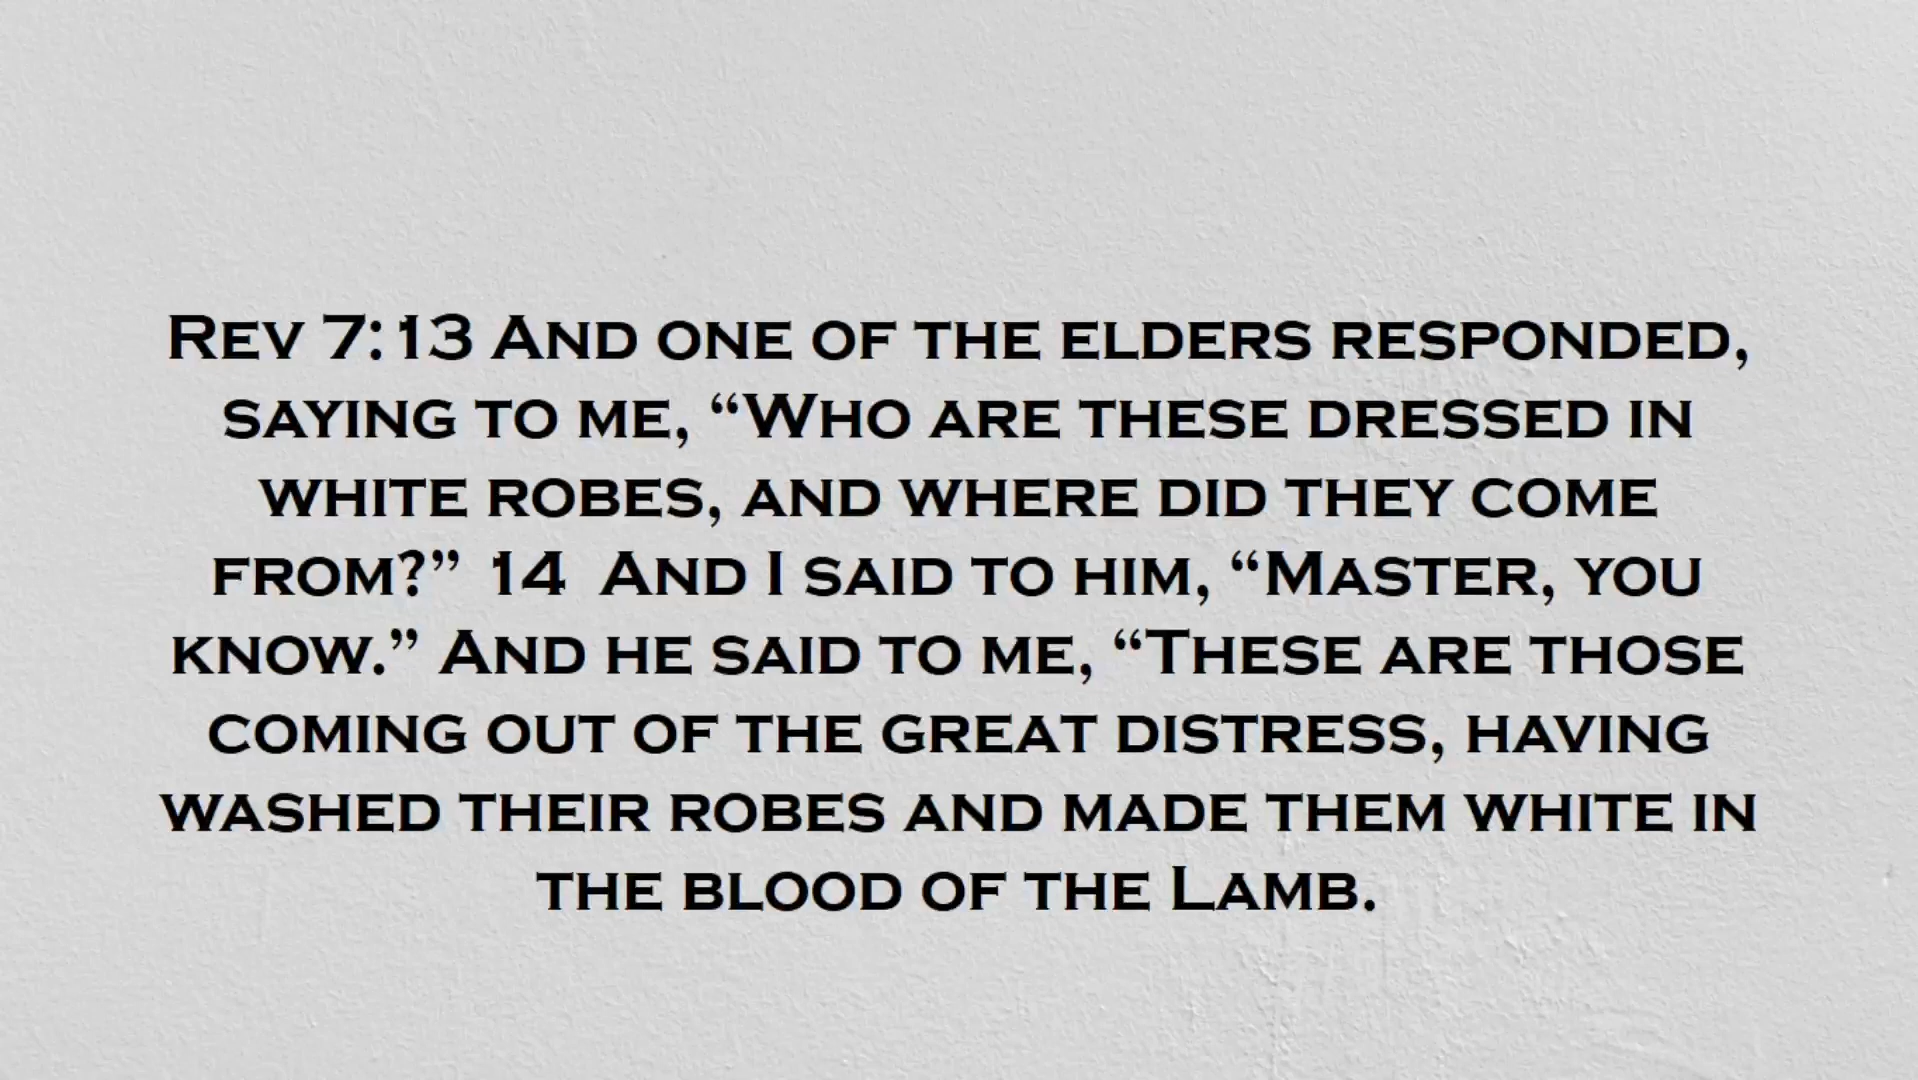 Rev 7:13 And one of the elders responded,
saying to me, “Who are these dressed in
white robes, and where did they come
from?” 14  And I said to him, “Master, you
know.” And he said to me, “These are those
coming out of the great distress, having
washed their robes and made them white in
the blood of the Lamb.